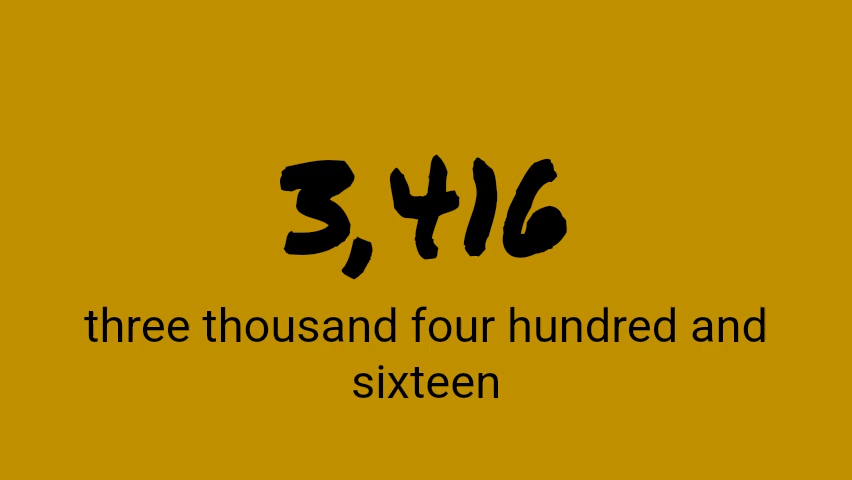 3,416
three thousand four hundred and
sixteen